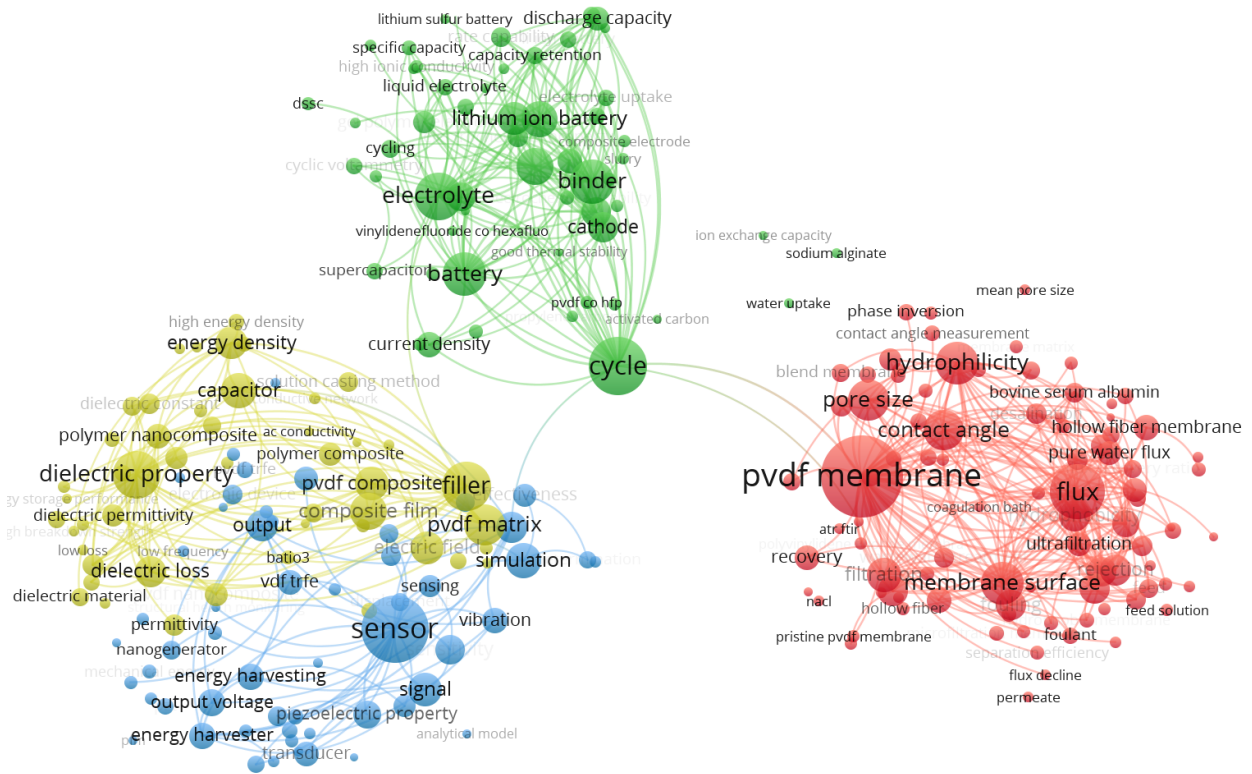 lithium sulfur battery
discharge capacity
rate capability
specific capacity
capacity retention
high ionic conductivity
liquid electrolyte
dssc
electrolyte uptake
lithium ion battery
cycling
composite electrode
slurry
cyclic voltammetry
binder
electrolyte
cathode
vinylidenefluoride co hexafluo
good thermal stability
supercapacitor
battery
pvdf co hfp
activated carbon
current density
cycle
ion exchange capacity
sodium alginate
water uptake
mean pore size
phase inversion
contact angle measurement
hydrophilicity
blend membrane
bovine serum albumin
pore size
desalination
contact angle
hollow fiber membrane
pure water flux
pvdf membrane
flux
coagulation bath
atr ftir
ultrafiltration
recovery
filtration
membrane surface
rejection
nacl
hollow fiber
fouling
feed solution
pristine pvdf membrane
foulant
separation efficiency
flux decline
permeate
high energy density
energy density
capacitor
solution casting method
conductive network
dielectric constant
polymer nanocomposite
ac conductivity
polymer composite
dielectric property
pvdf trfe
pvdf composite
filler
gy storage performance
electronic device
composite film
dielectric permittivity
output
pvdf matrix
low loss
low frequency
electric field
batio3
simulation
dielectric loss
vdf trfe
sensing
dielectric material
permittivity
sensor
vibration
nanogenerator
energy harvesting
signal
output voltage
piezoelectric property
energy harvester
analytical model
transducer